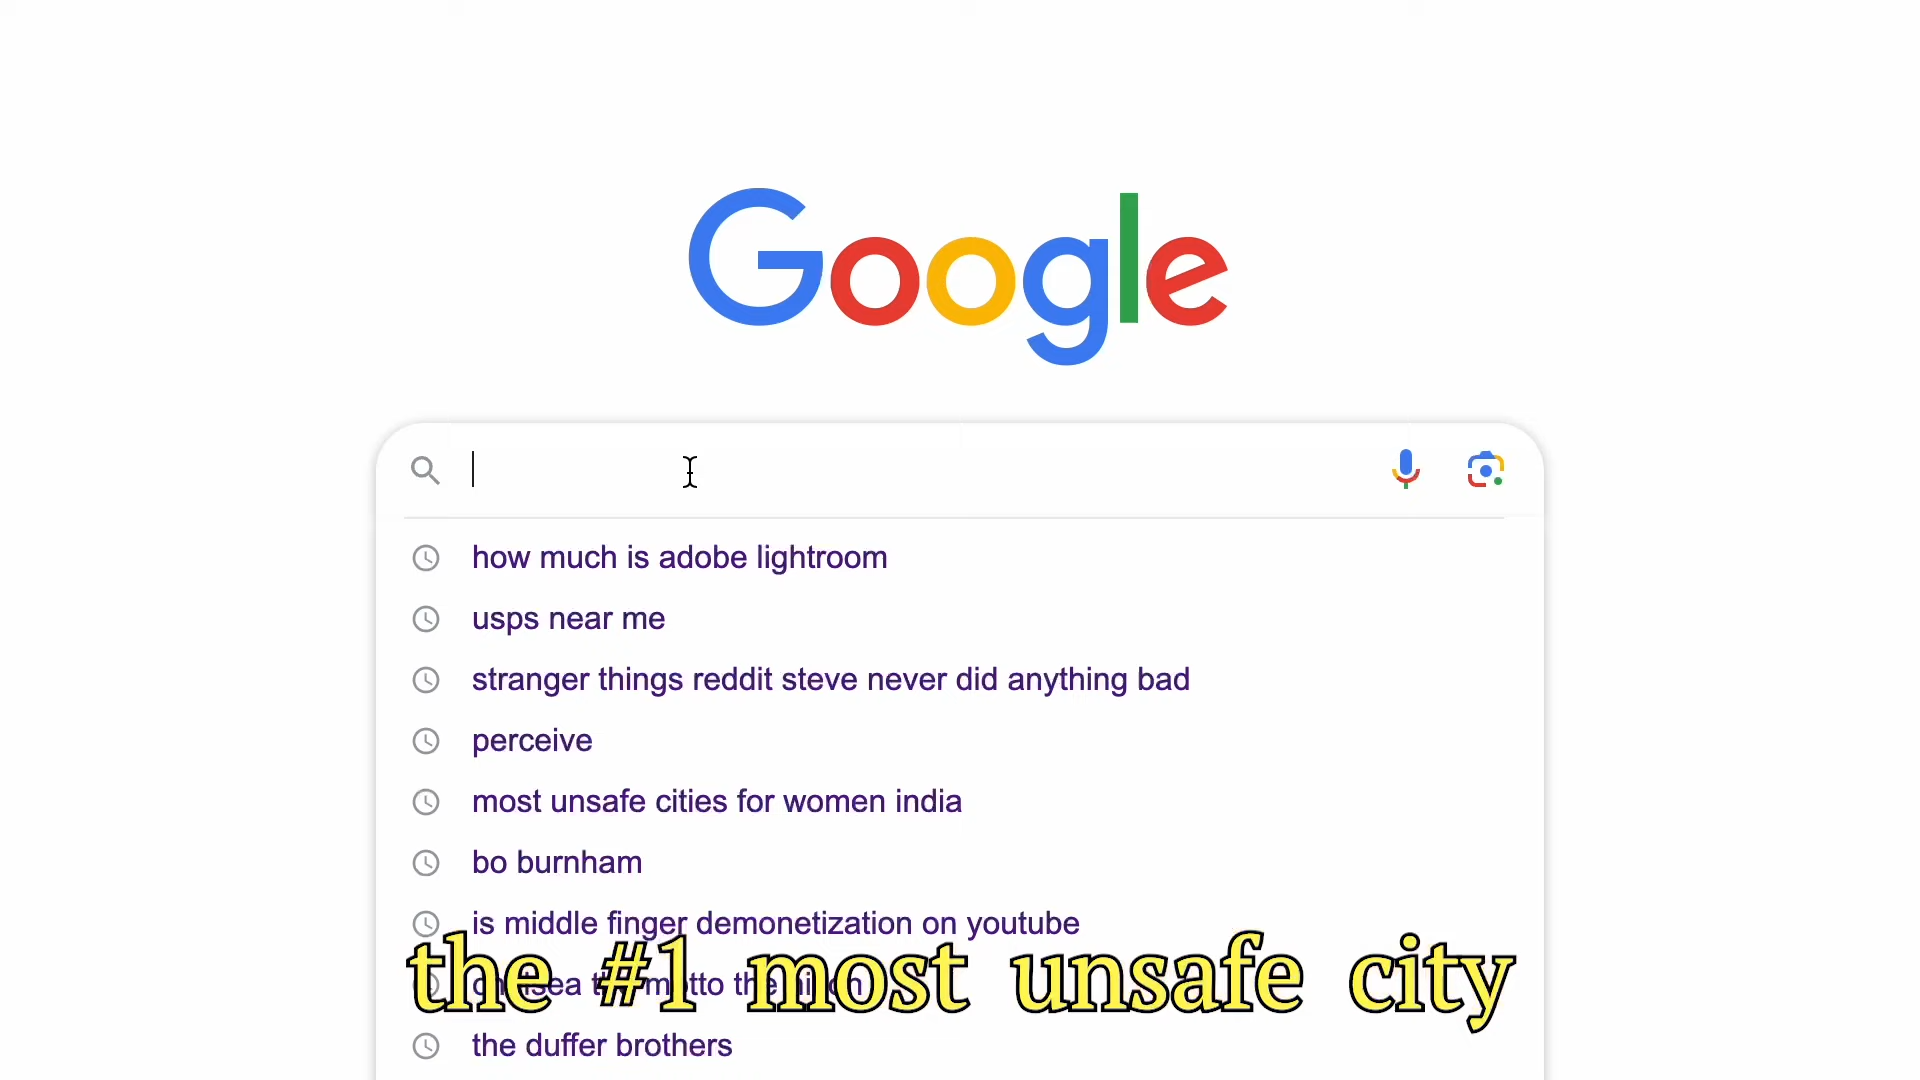 Google
how much is adobe lightroom
usps near me
stranger things reddit steve never did anything bad
perceive
most unsafe cities for women india
bo burnham
is middle finger demonetization on youtube
the #1 most unsafe city
the duffer brothers